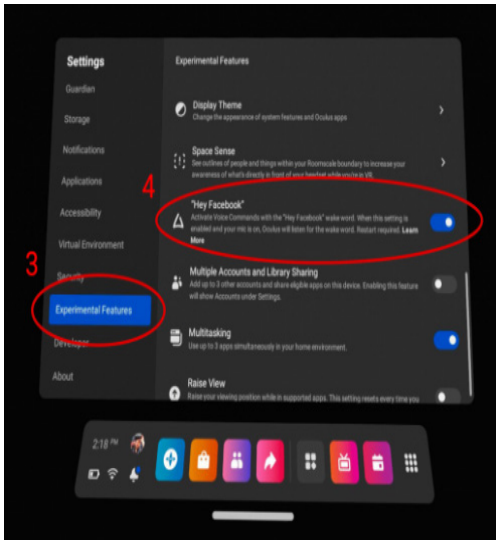 Settings
Guardian
Storage
Notifications
Applications
Accessibility
Virtual Environment
Security
Experimental Features
Developer
About
3
4
Experimental Features
Display Theme
Change the appearance of system features and Oculus apps
Space Sense
See outlines of people and things within your Roomscale boundary to increase your
awareness of what's directly in front of your headset while you're in VR.
"Hey Facebook"
Activate Voice Commands with the "Hey Facebook" wake word. When this setting is
enabled and your mic is on, Oculus will listen for the wake word. Restart required. Learn
More
Multiple Accounts and Library Sharing
Add up to 3 other accounts and share eligible apps on this device. Enabling this feature
will show Accounts under Settings.
Multitasking
Use up to 3 apps simultaneously in your home environment.
Raise View
Raise your viewing position while in supported apps. This setting resets every time you
2:18 PM